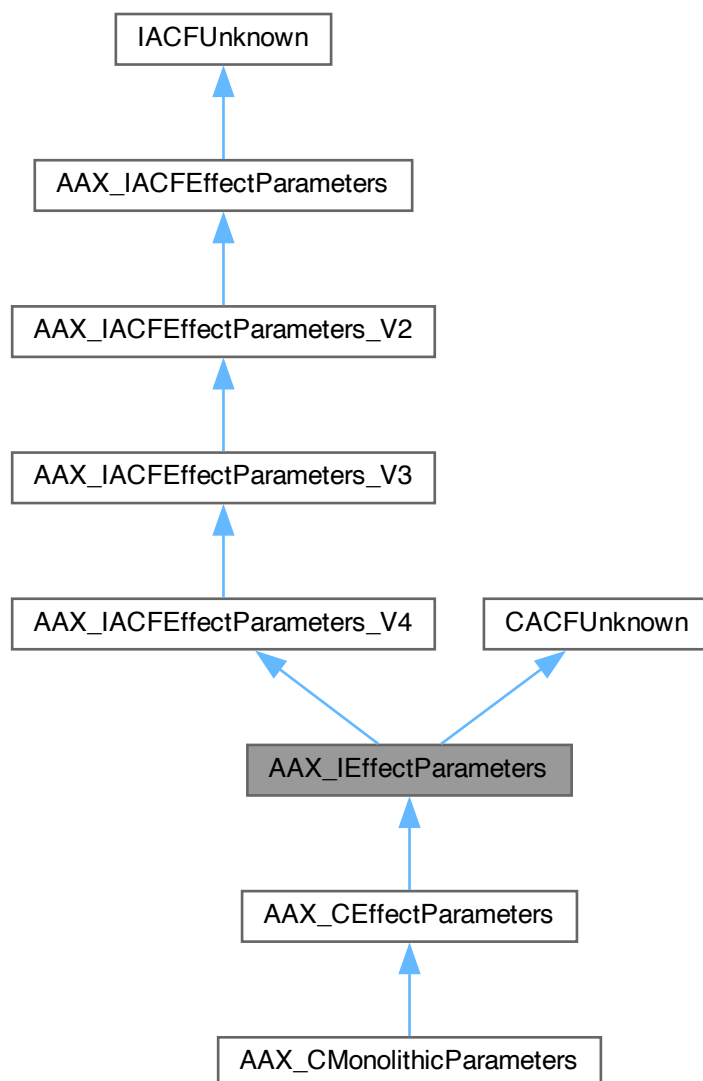 IACFUnknown
AAX_IACFEffectParameters
AAX_IACFEffectParameters_V2
AAX_IACFEffectParameters_V3
AAX_IACFEffectParameters_V4
CACFUnknown
AAX_IEffectParameters
AAX_CEffectParameters
AAX_CMonolithicParameters